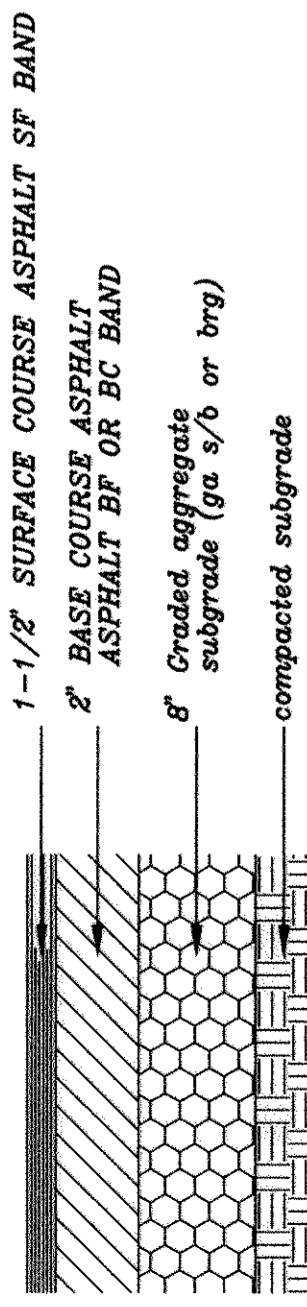 1-1/2" SURFACE COURSE ASPHALT SF BAND
2" BASE COURSE ASPHALT
ASPHALT BF OR BC BAND
8" Graded aggregate
subgrade (ga s/b or brg)
compacted subgrade